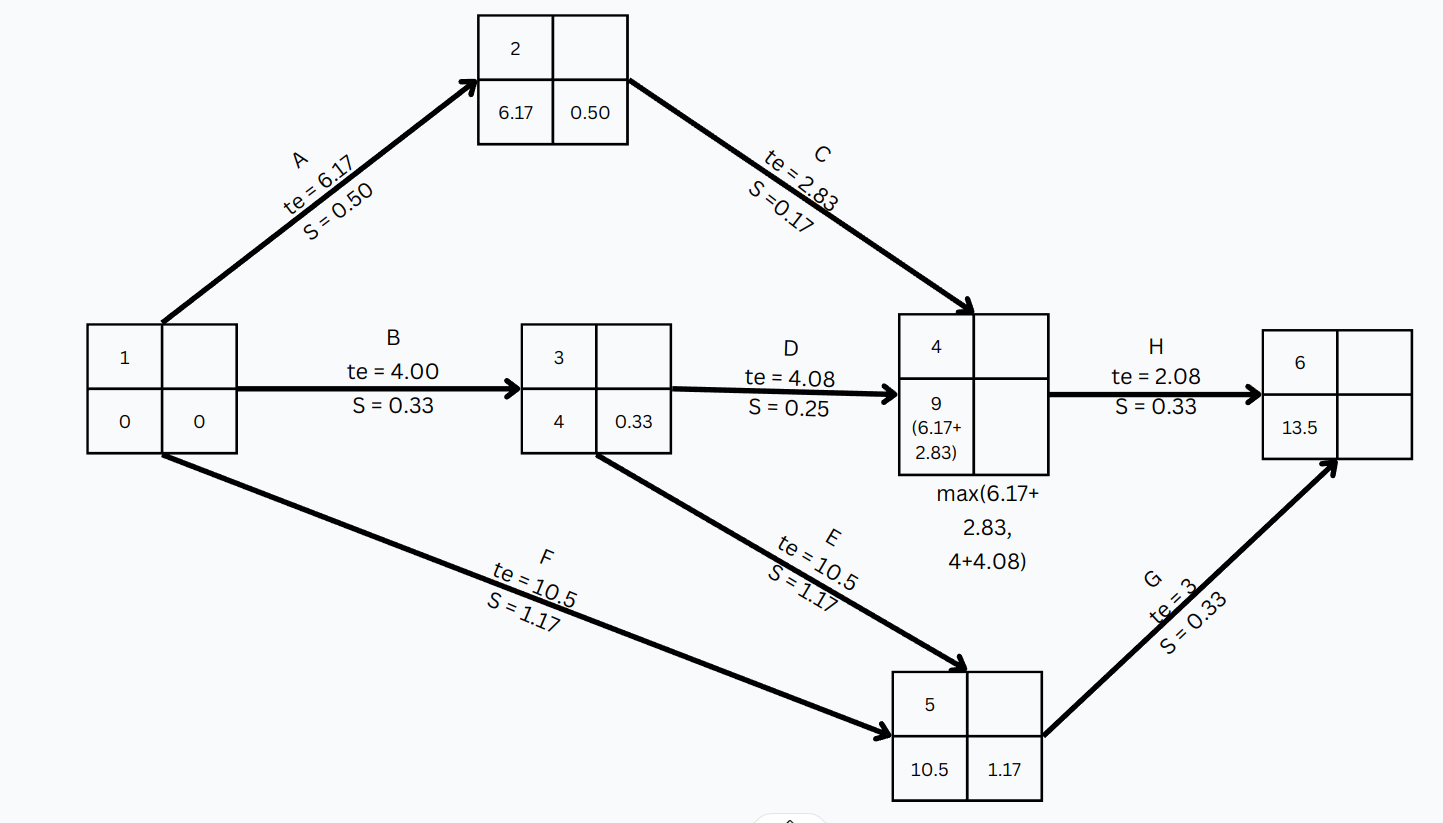 2
6.17
0.50
A
te = 6.17
S = 0.50
C
te = 2.83
S =0.17
1
0
0
B
te = 4.00
S = 0.33
3
4
0.33
D
te = 4.08
S = 0.25
4
9
(6.17+
2.83)
max(6.17+
2.83,
4+4.08)
H
te = 2.08
S = 0.33
6
13.5
F
te = 10.5
S = 1.17
E
te = 10.5
S = 1.17
G
te = 3
S = 0.33
5
10.5
1.17